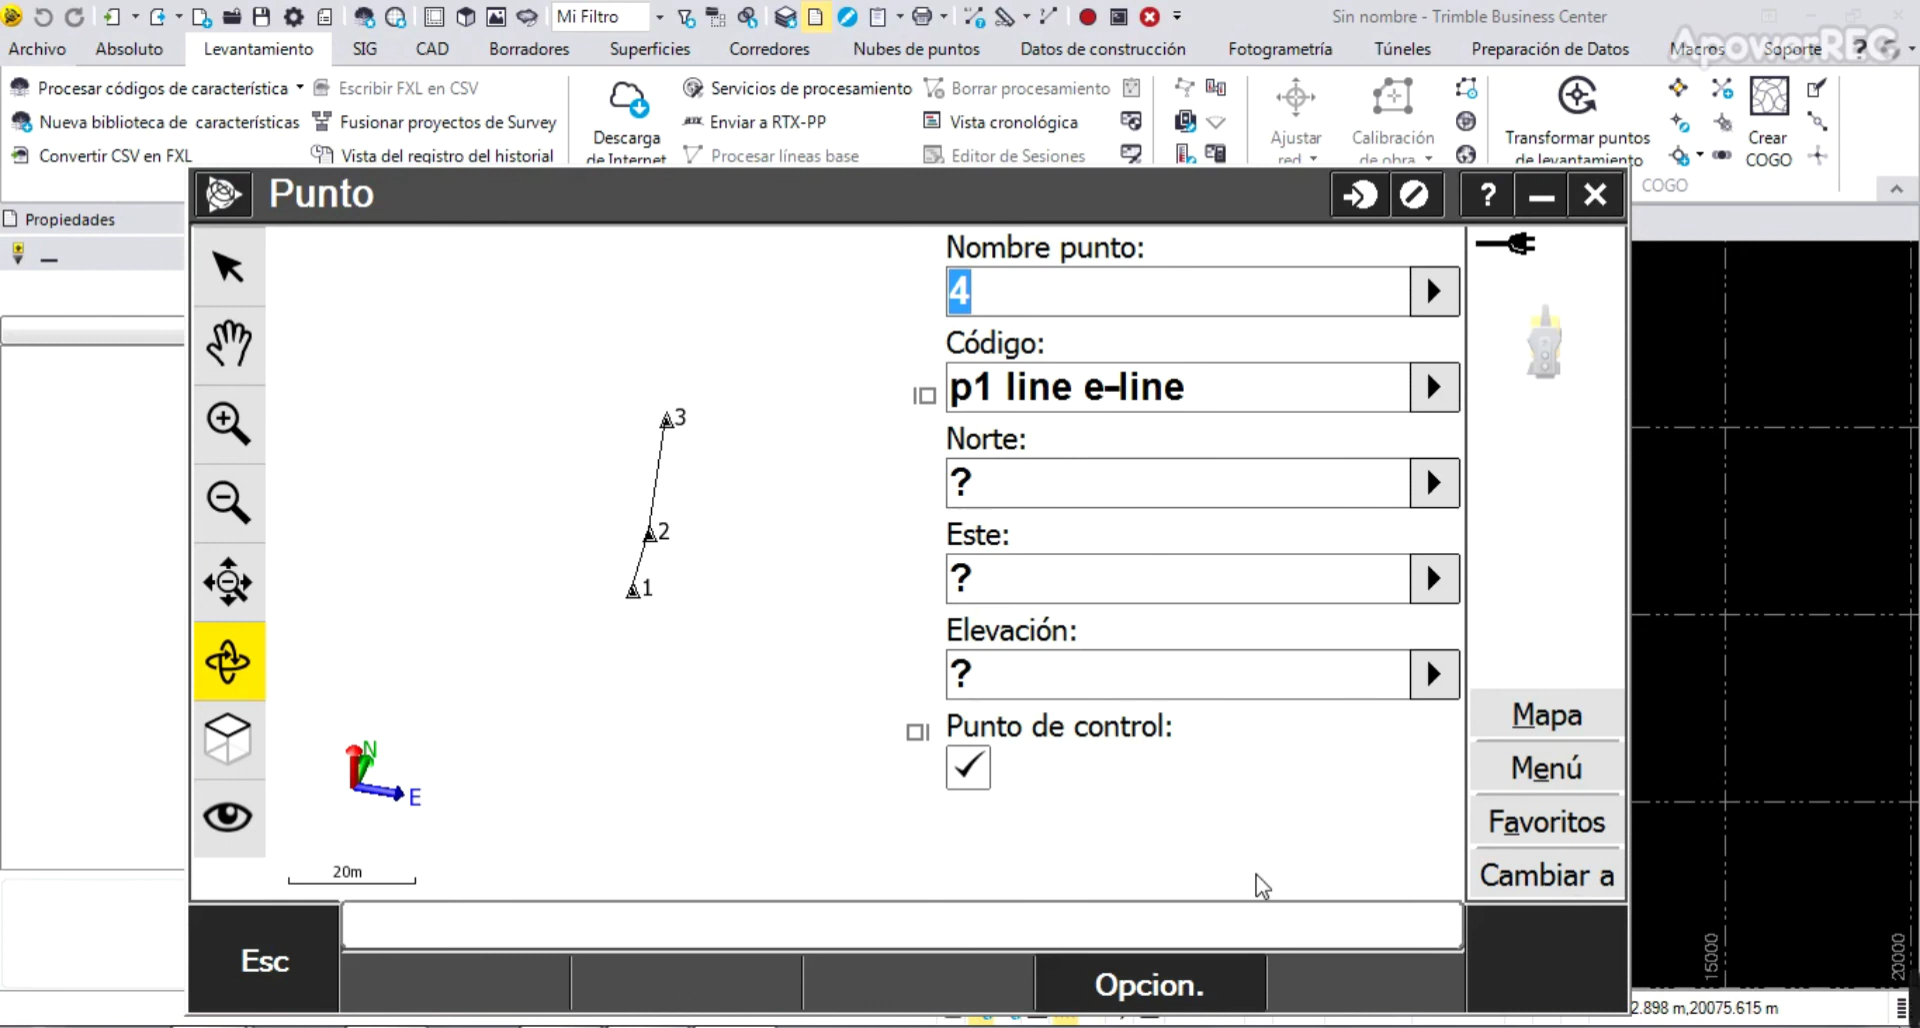 Mi Filtro
Sin nombre - Trimble Business Center
ApowerREC
Archivo Absoluto Levantamiento SIG CAD Borradores Superficies Corredores Nubes de puntos Datos de construcción Fotogrametría Túneles Preparación de Datos Macros Soporte ?
Procesar códigos de característica Escribir FXL en CSV Servicios de procesamiento Borrar procesamiento
Nueva biblioteca de características Fusionar proyectos de Survey Enviar a RTX-PP Vista cronológica
Convertir CSV en FXL Vista del registro del historial Procesar líneas base Editor de Sesiones
Descarga
de Internet
Ajustar
red
Calibración
de obra
Transformar puntos
de levantamiento
Crear
COGO
COGO
Propiedades
Punto
?
Nombre punto:
4
Código:
p1 line e-line
Norte:
?
Este:
?
Elevación:
?
Punto de control:
3
2
1
N
E
20m
Mapa
Menú
Favoritos
Cambiar a
Esc
Opcion.
15000
20000
2.898 m,20075.615 m